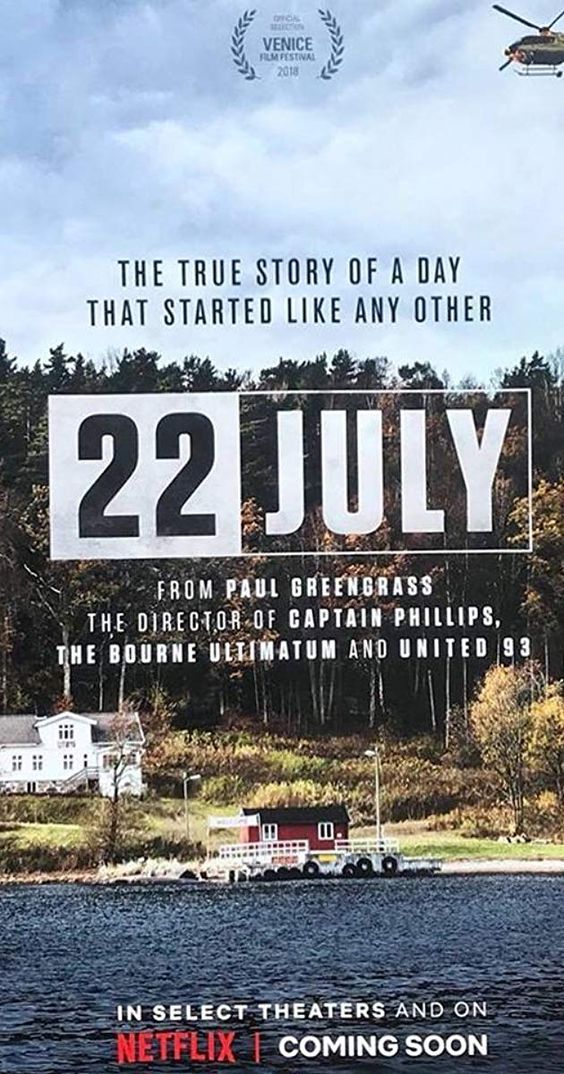 OFFICIAL
SELECTION
VENICE
FILM FESTIVAL
2018
THE TRUE STORY OF A DAY
THAT STARTED LIKE ANY OTHER
22 JULY
FROM PAUL GREENGRASS
THE DIRECTOR OF CAPTAIN PHILLIPS,
THE BOURNE ULTIMATUM AND UNITED 93
UTØYA
WELCOME
IN SELECT THEATERS AND ON
NETFLIX | COMING SOON